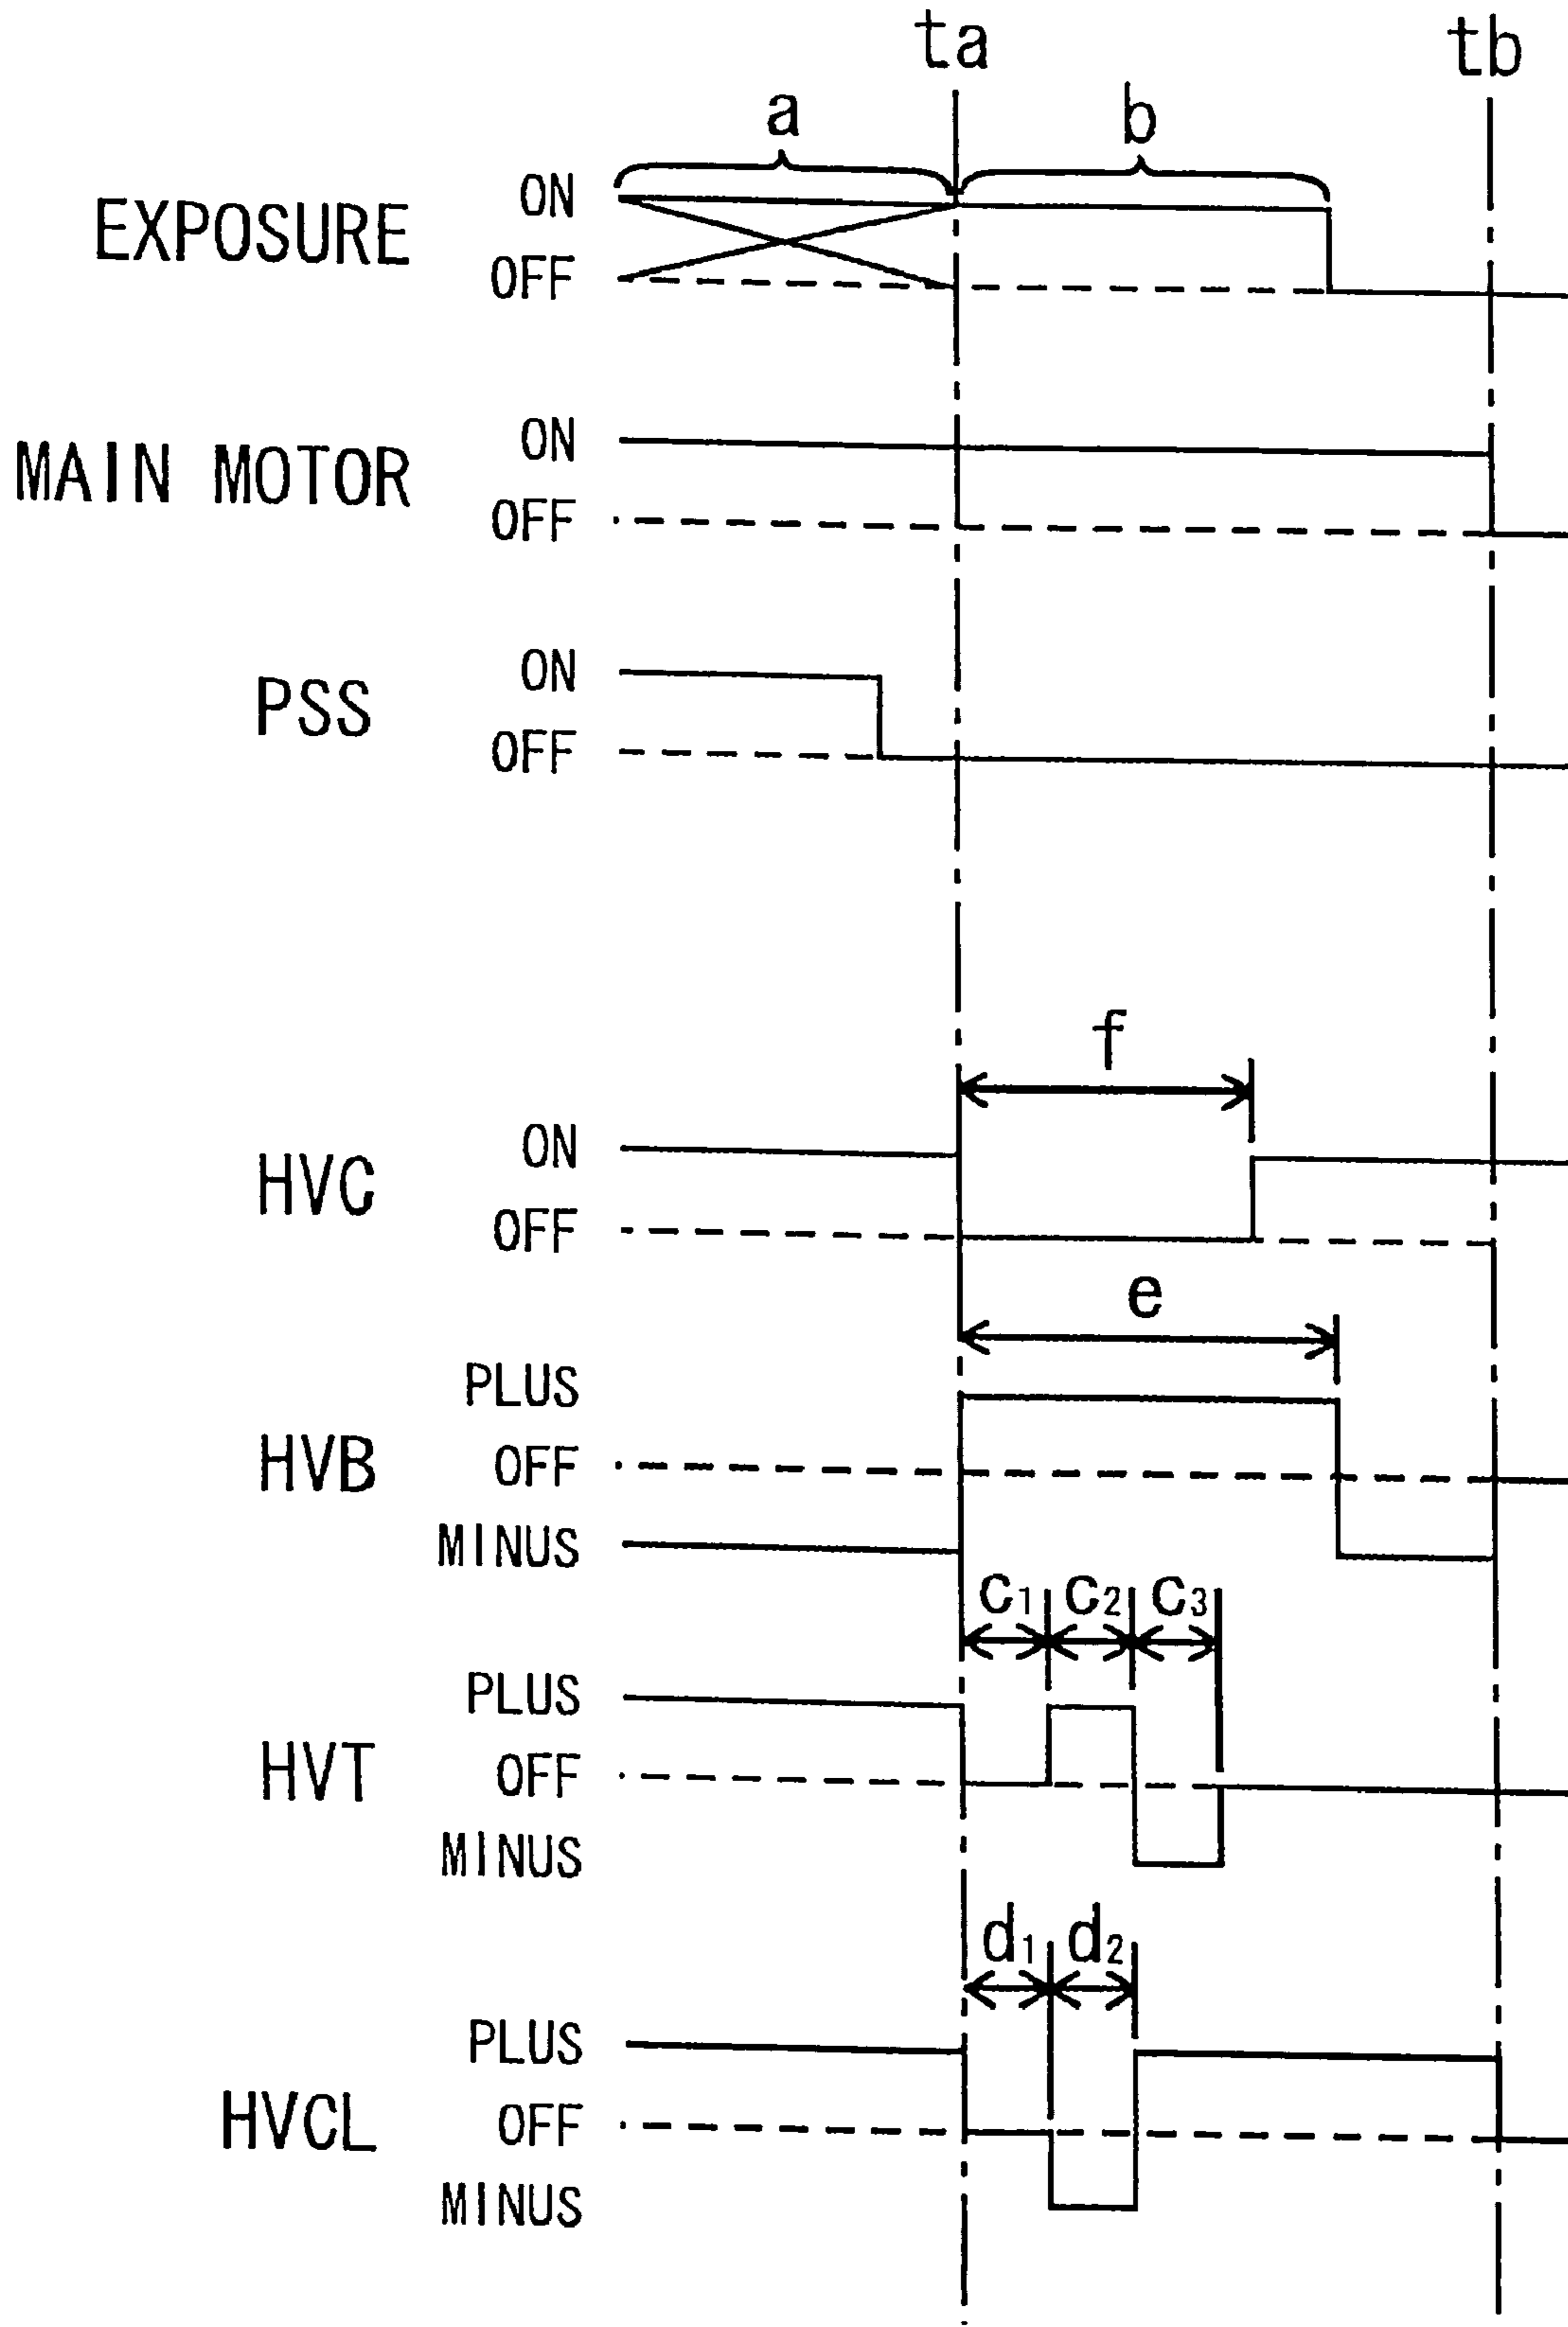 ta tb
a b
ON
EXPOSURE
OFF
ON
MAIN MOTOR
OFF
ON
PSS
OFF
f
ON
HVC
OFF
e
PLUS
HVB OFF
MINUS
c1 c2 c3
PLUS
HVT OFF
MINUS
d1 d2
PLUS
HVCL OFF
MINUS